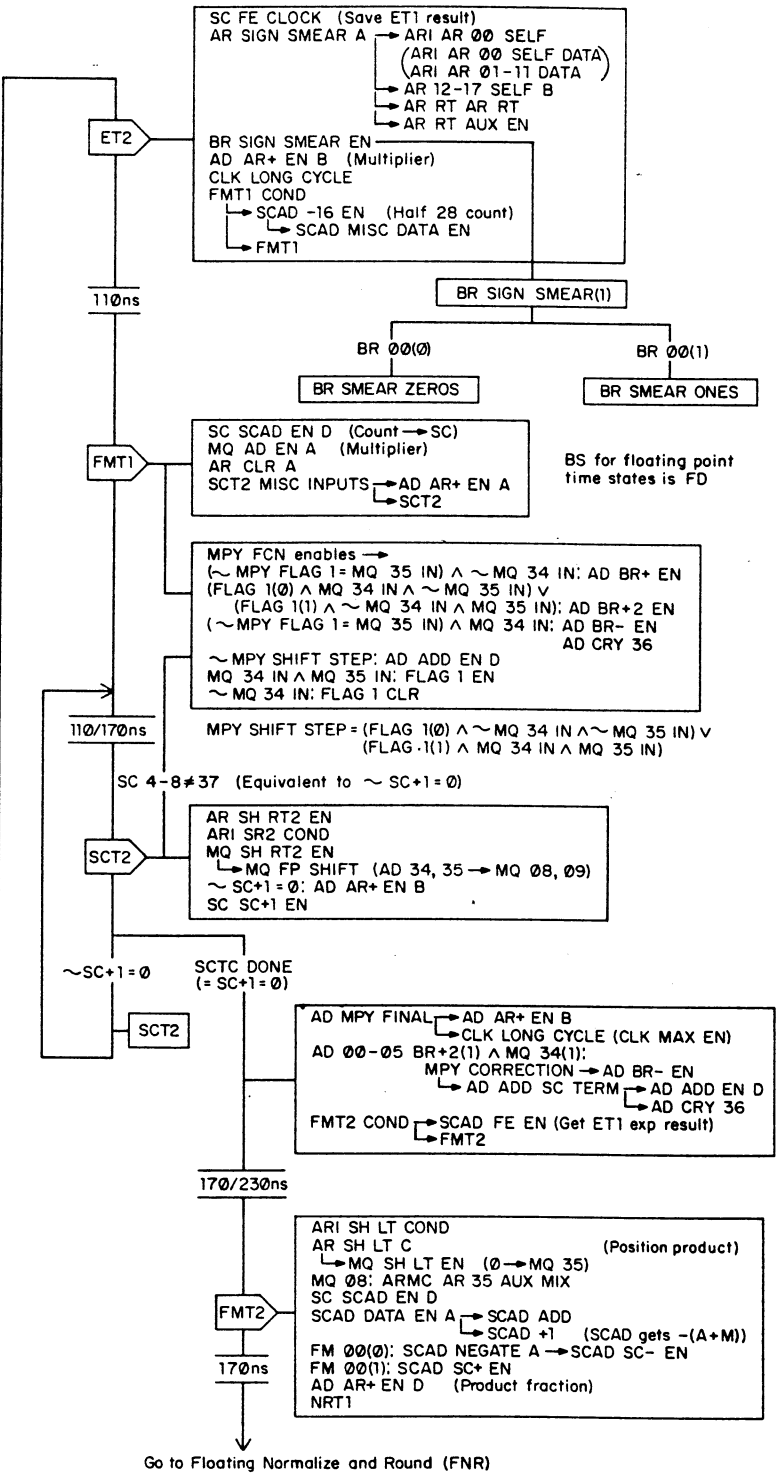 SC FE CLOCK (Save ET1 result)
AR SIGN SMEAR A → ARI AR 00 SELF
(ARI AR 00 SELF DATA)
(ARI AR 01-11 DATA)
→ AR 12-17 SELF B
→ AR RT AR RT
→ AR RT AUX EN
ET2
BR SIGN SMEAR EN
AD AR+ EN B (Multiplier)
CLK LONG CYCLE
FMT1 COND
→ SCAD -16 EN (Half 28 count)
→ SCAD MISC DATA EN
→ FMT1
110ns
BR SIGN SMEAR(1)
BR 00(0)
BR 00(1)
BR SMEAR ZEROS
BR SMEAR ONES
FMT1
SC SCAD EN D (Count → SC)
MQ AD EN A (Multiplier)
AR CLR A
SCT2 MISC INPUTS → AD AR+ EN A
→ SCT2
BS for floating point
time states is FD
MPY FCN enables →
(~ MPY FLAG 1 = MQ 35 IN) ∧ ~ MQ 34 IN: AD BR+ EN
(FLAG 1(0) ∧ MQ 34 IN ∧ ~ MQ 35 IN) ∨
(FLAG 1(1) ∧ ~ MQ 34 IN ∧ MQ 35 IN): AD BR+2 EN
(~ MPY FLAG 1 = MQ 35 IN) ∧ MQ 34 IN: AD BR- EN
AD CRY 36
~ MPY SHIFT STEP: AD ADD EN D
MQ 34 IN ∧ MQ 35 IN: FLAG 1 EN
~ MQ 34 IN: FLAG 1 CLR
110/170ns
MPY SHIFT STEP = (FLAG 1(0) ∧ ~ MQ 34 IN ∧ ~ MQ 35 IN) ∨
(FLAG 1(1) ∧ MQ 34 IN ∧ MQ 35 IN)
SC 4-8≠37 (Equivalent to ~ SC+1=0)
SCT2
AR SH RT2 EN
ARI SR2 COND
MQ SH RT2 EN
→ MQ FP SHIFT (AD 34, 35 → MQ 08, 09)
~ SC+1=0: AD AR+ EN B
SC SC+1 EN
~SC+1=0
SCTC DONE
(= SC+1=0)
SCT2
AD MPY FINAL → AD AR+ EN B
→ CLK LONG CYCLE (CLK MAX EN)
AD 00-05 BR+2(1) ∧ MQ 34(1):
MPY CORRECTION → AD BR- EN
→ AD ADD SC TERM → AD ADD EN D
→ AD CRY 36
FMT2 COND → SCAD FE EN (Get ET1 exp result)
→ FMT2
170/230ns
FMT2
ARI SH LT COND
AR SH LT C (Position product)
→ MQ SH LT EN (0 → MQ 35)
MQ 08: ARMC AR 35 AUX MIX
SC SCAD EN D
SCAD DATA EN A → SCAD ADD
→ SCAD +1 (SCAD gets -(A+M))
FM 00(0): SCAD NEGATE A → SCAD SC- EN
FM 00(1): SCAD SC+ EN
AD AR+ EN D (Product fraction)
NRT1
170ns
Go to Floating Normalize and Round (FNR)